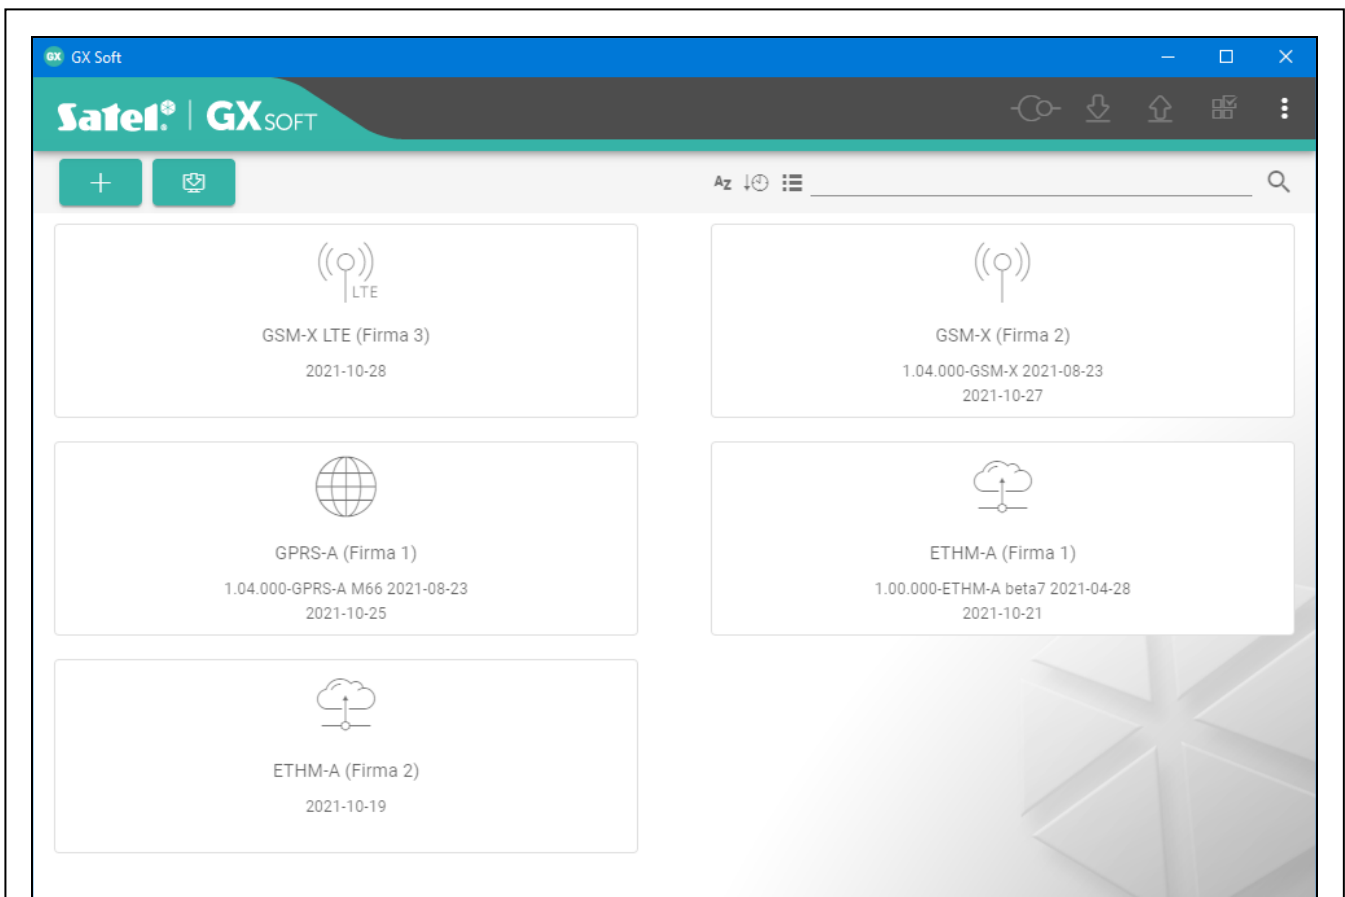 GX GX Soft
Satel® | GX SOFT
AZ
LTE
GSM-X LTE (Firma 3)
2021-10-28
GSM-X (Firma 2)
1.04.000-GSM-X 2021-08-23
2021-10-27
GPRS-A (Firma 1)
1.04.000-GPRS-A M66 2021-08-23
2021-10-25
ETHM-A (Firma 1)
1.00.000-ETHM-A beta7 2021-04-28
2021-10-21
ETHM-A (Firma 2)
2021-10-19